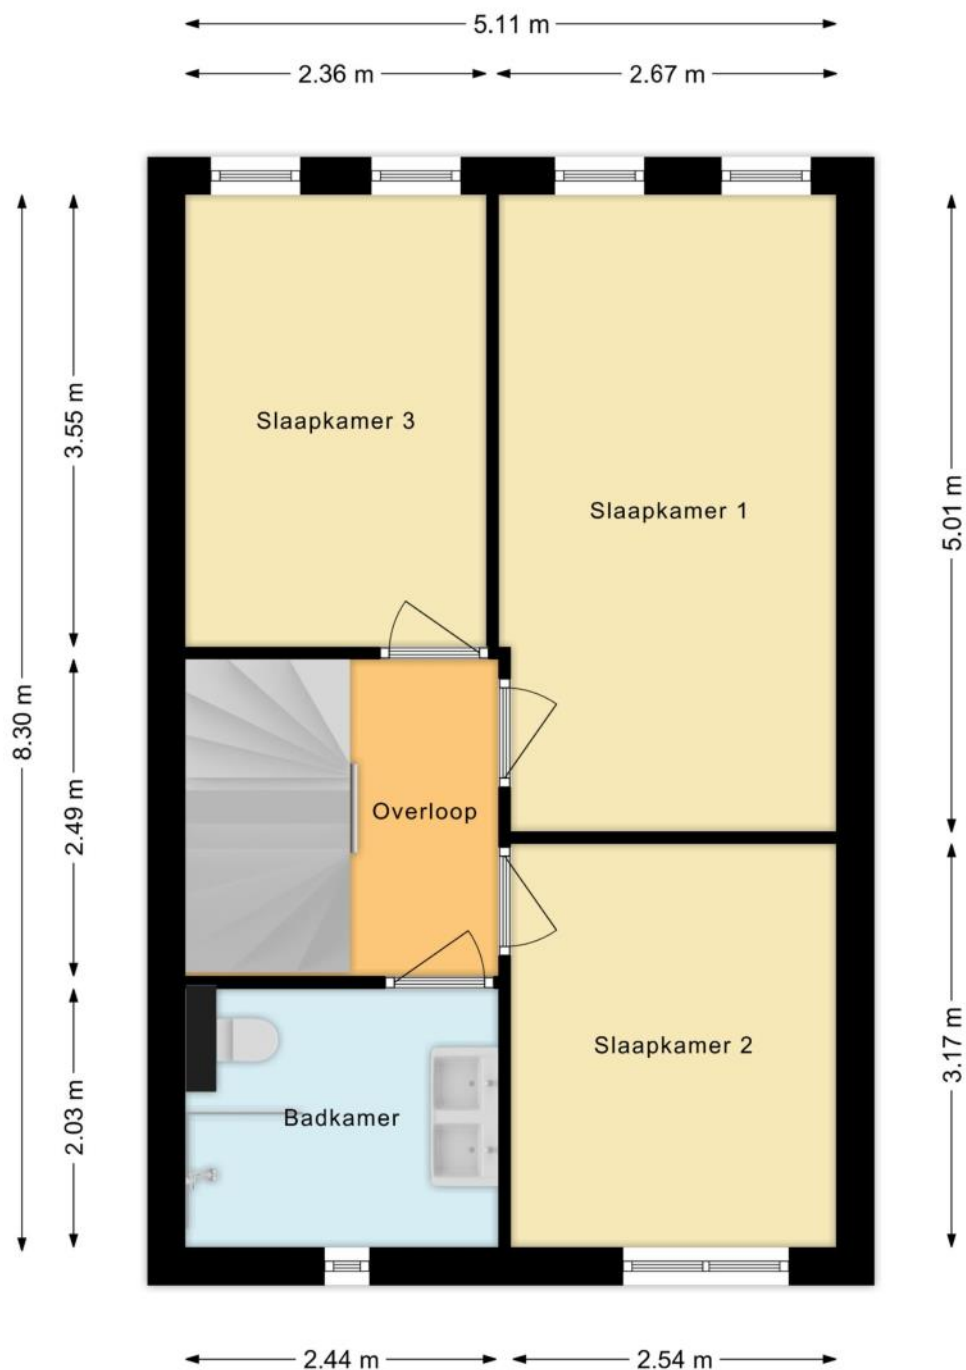 5.11 m
2.36 m
2.67 m
3.55 m
Slaapkamer 3
Slaapkamer 1
5.01 m
8.30 m
2.49 m
Overloop
Slaapkamer 2
3.17 m
2.03 m
Badkamer
2.44 m
2.54 m